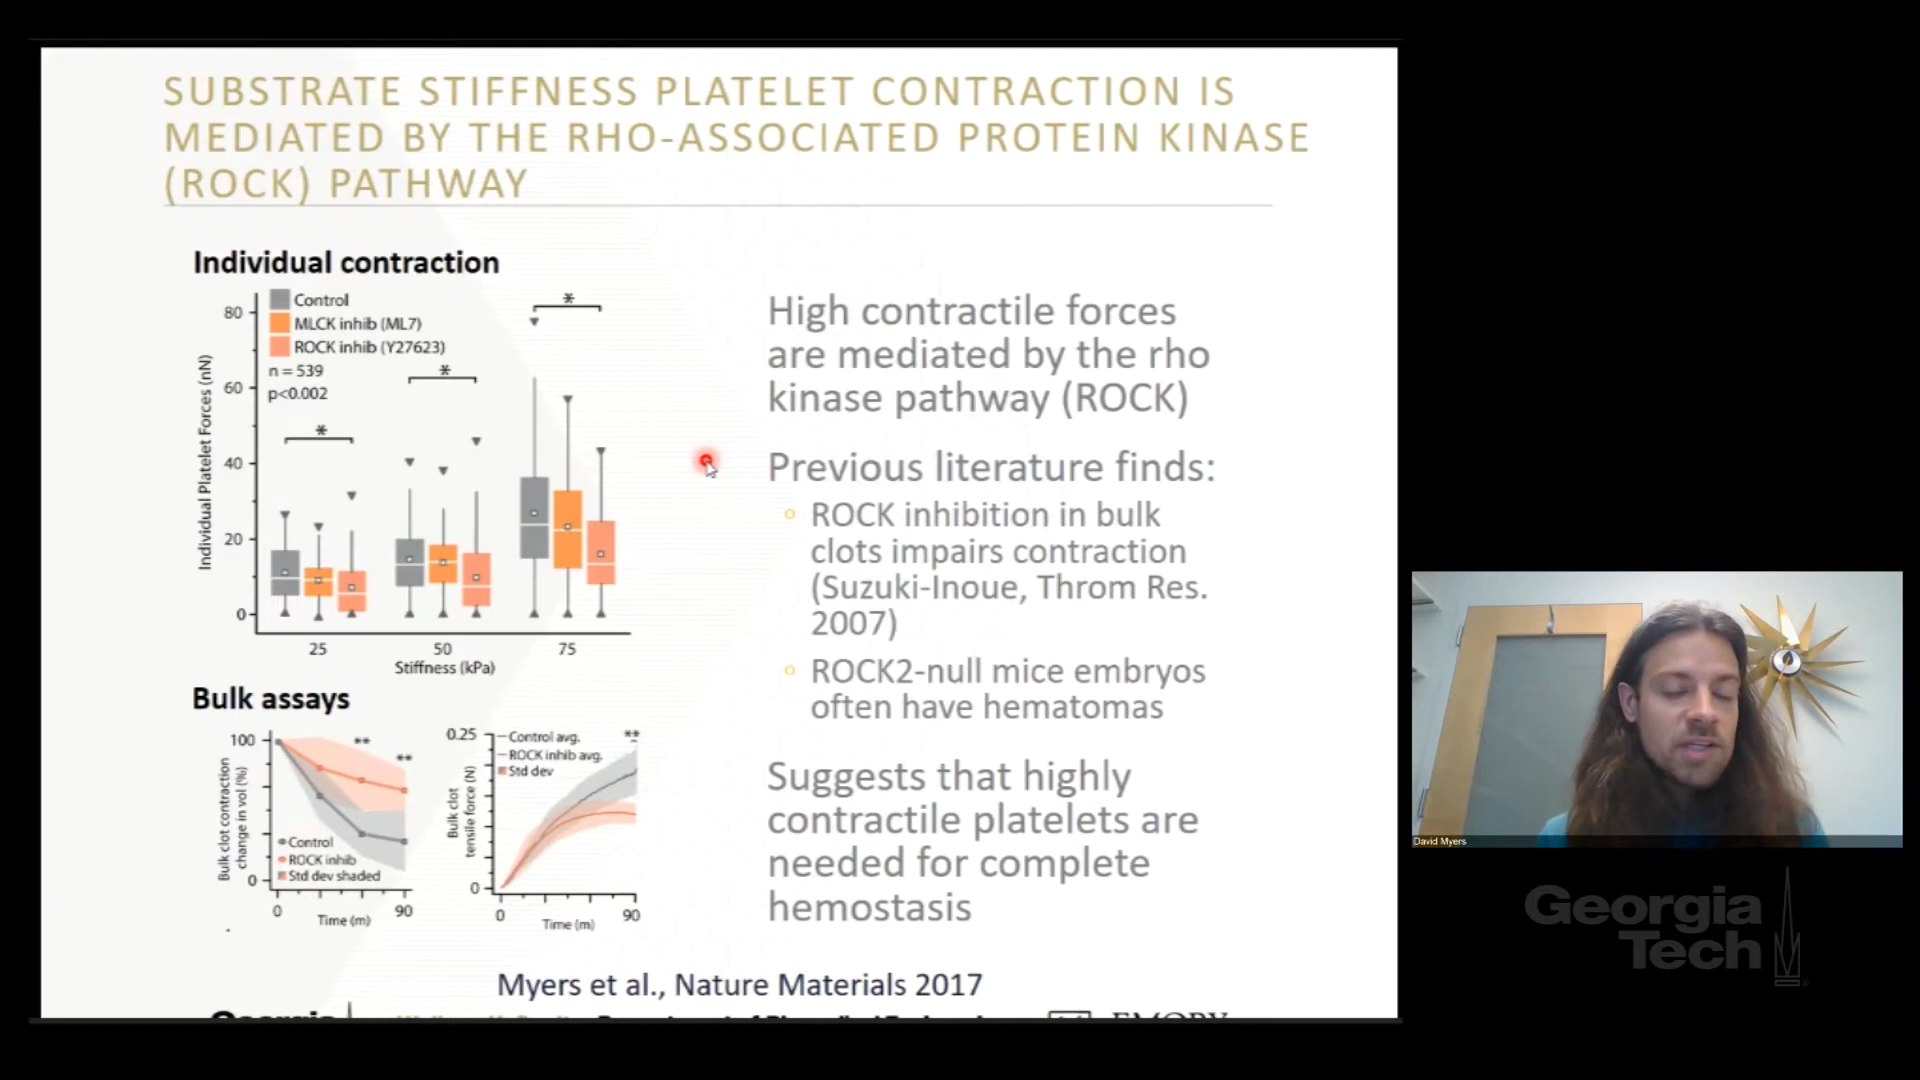 SUBSTRATE STIFFNESS PLATELET CONTRACTION IS
MEDIATED BY THE RHO-ASSOCIATED PROTEIN KINASE
(ROCK) PATHWAY
Individual contraction
Control
MLCK inhib (ML7)
ROCK inhib (Y27623)
n = 539
p<0.002
*
*
*
Individual Platelet Forces (nN)
80
60
40
20
0
25
50
75
Stiffness (kPa)
Bulk assays
Bulk clot contraction
change in vol (%)
100
0
**
**
Control
ROCK inhib
Std dev shaded
0
90
Time (m)
Bulk clot
tensile force (N)
0.25
0
Control avg.
ROCK inhib avg.
Std dev
**
0
90
Time (m)
High contractile forces
are mediated by the rho
kinase pathway (ROCK)
Previous literature finds:
ROCK inhibition in bulk
clots impairs contraction
(Suzuki-Inoue, Throm Res.
2007)
ROCK2-null mice embryos
often have hematomas
Suggests that highly
contractile platelets are
needed for complete
hemostasis
Myers et al., Nature Materials 2017
Georgia
EMORY
David Myers
Georgia
Tech